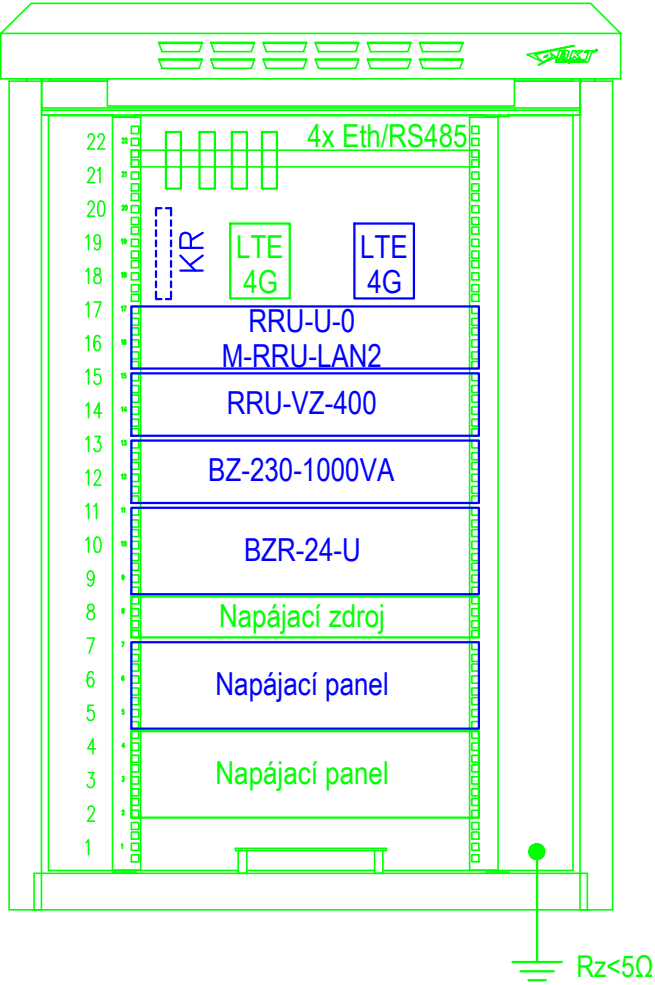 BKT
22
4x Eth/RS485
21
20
19
18
KR
LTE
4G
LTE
4G
17
RRU-U-0
16
M-RRU-LAN2
15
14
RRU-VZ-400
13
12
BZ-230-1000VA
11
10
BZR-24-U
9
8
Napájací zdroj
7
6
Napájací panel
5
4
3
Napájací panel
2
1
Rz<5Ω